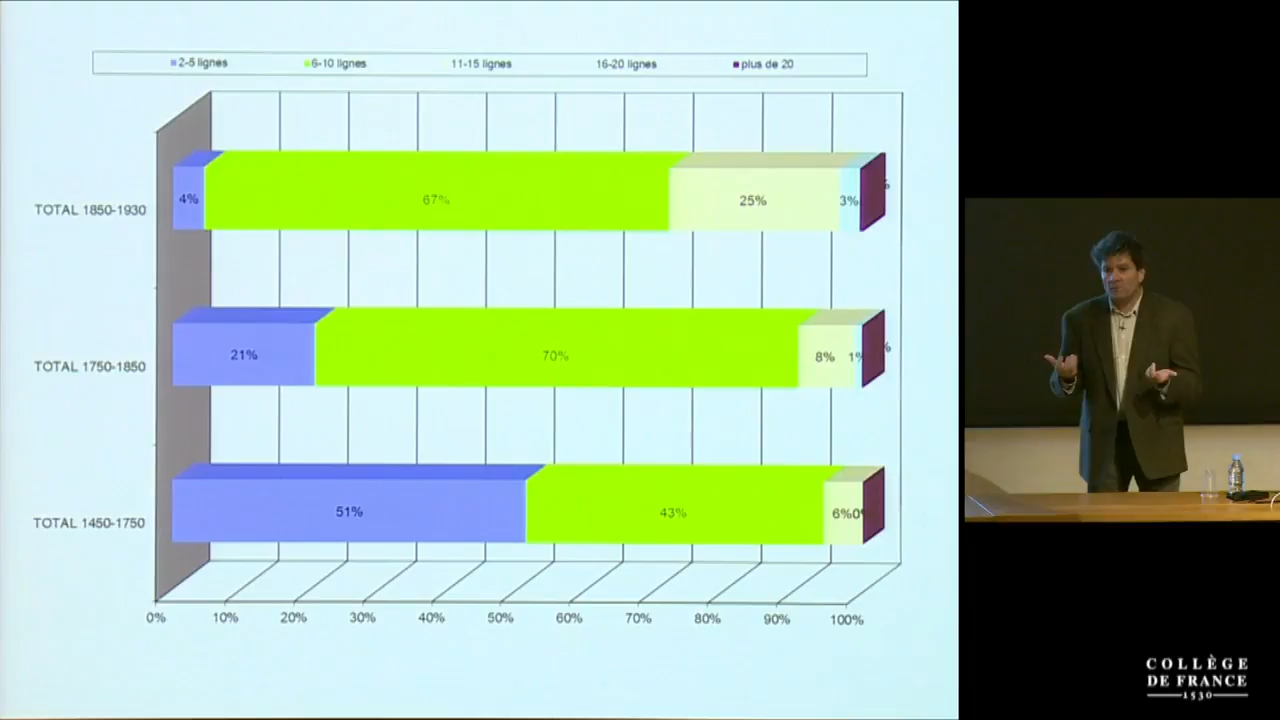 2-5 lignes 6-10 lignes 11-15 lignes 16-20 lignes plus de 20
TOTAL 1850-1930 4% 67% 25% 3% %
TOTAL 1750-1850 21% 70% 8% 1% %
TOTAL 1450-1750 51% 43% 6% 0%
0% 10% 20% 30% 40% 50% 60% 70% 80% 90% 100%
COLLÈGE
DE FRANCE
1530